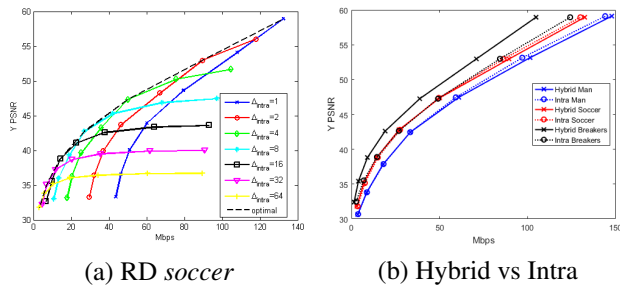 60
55
50
45
40
35
30
Y PSNR
0 20 40 60 80 100 120 140
Mbps
Δintra=1
Δintra=2
Δintra=4
Δintra=8
Δintra=16
Δintra=32
Δintra=64
optimal
(a) RD soccer
60
55
50
45
40
35
30
Y PSNR
0 50 100 150
Mbps
Hybrid Man
Intra Man
Hybrid Soccer
Intra Soccer
Hybrid Breakers
Intra Breakers
(b) Hybrid vs Intra